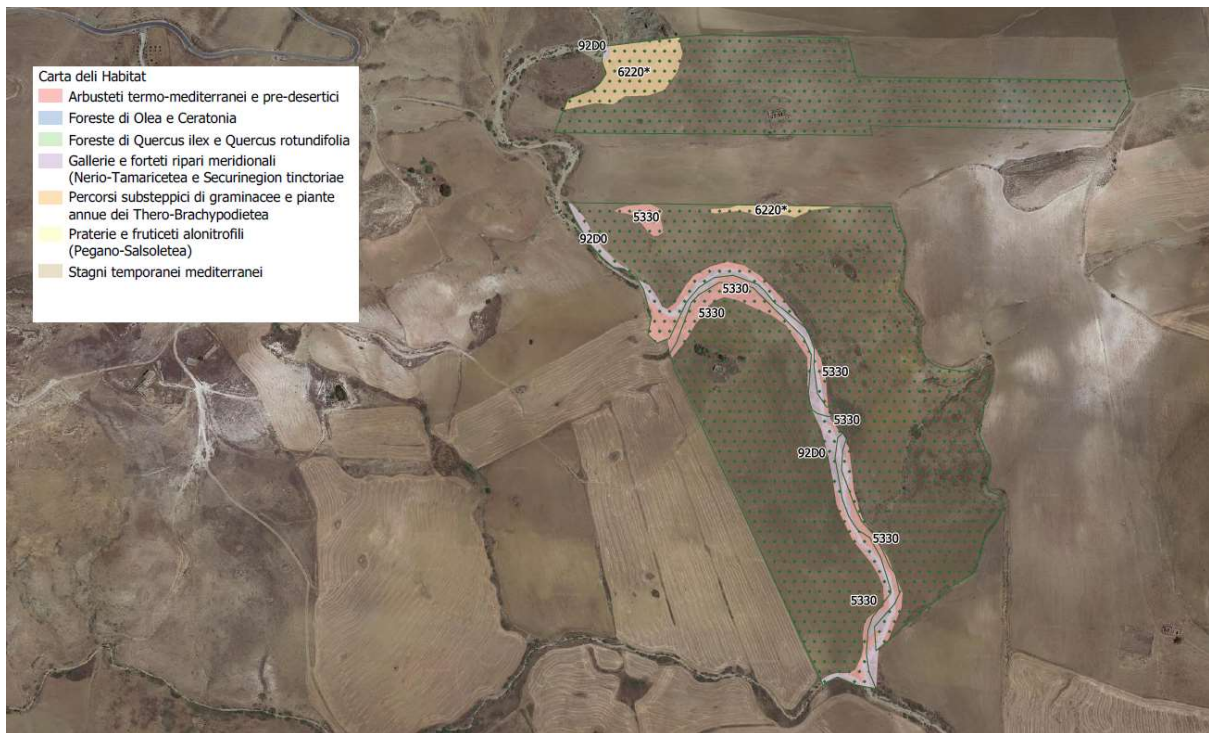 Carta deli Habitat
Arbusteti termo-mediterranei e pre-desertici
Foreste di Olea e Ceratonia
Foreste di Quercus ilex e Quercus rotundifolia
Gallerie e forteti ripari meridionali
(Nerio-Tamaricetea e Securinegion tinctoriae
Percorsi substeppici di graminacee e piante
annue dei Thero-Brachypodietea
Praterie e fruticeti alonitrofili
(Pegano-Salsoletea)
Stagni temporanei mediterranei
92D0
6220*
5330
6220*
92D0
5330
5330
5330
5330
92D0
5330
5330